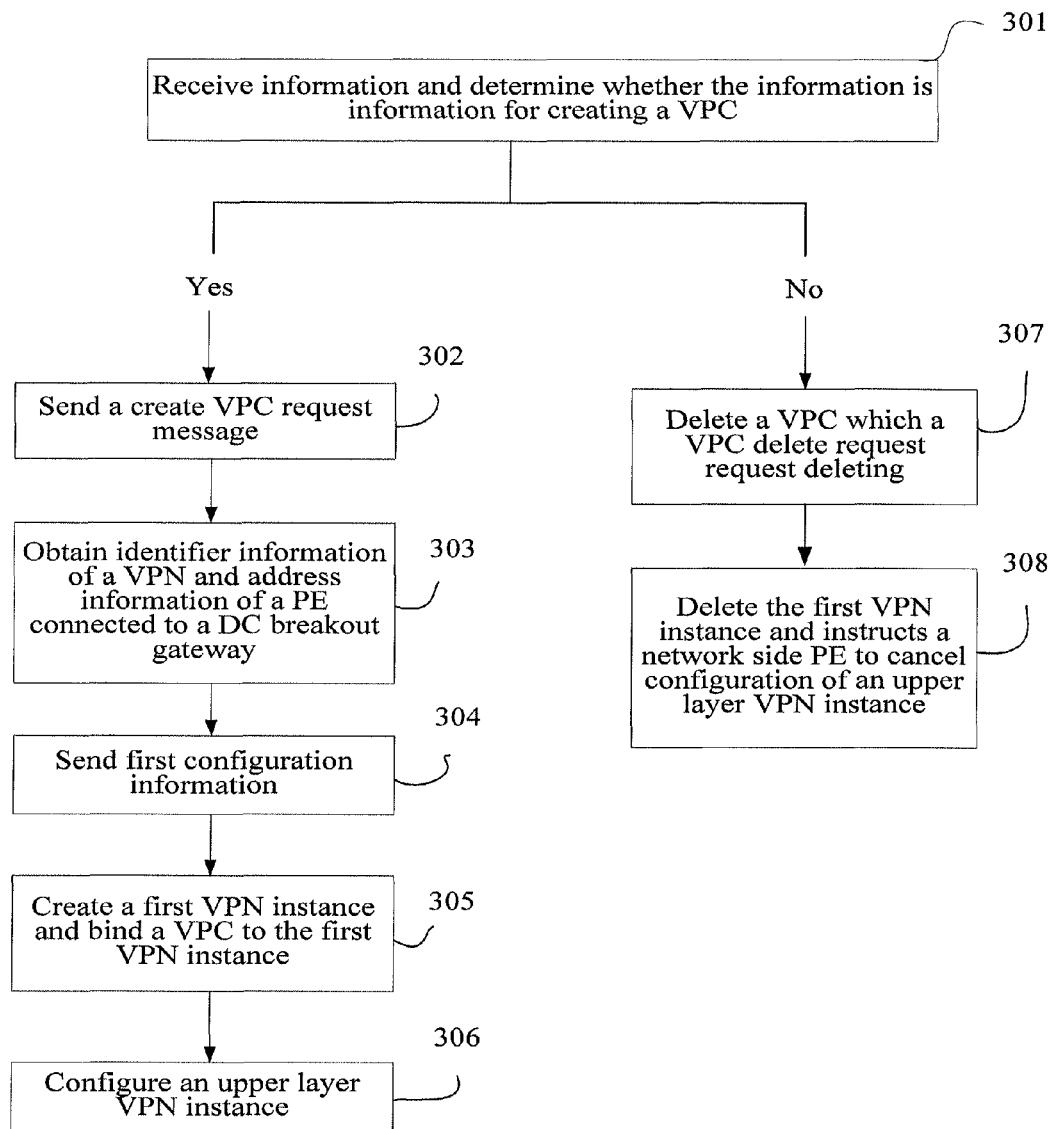 301
Receive information and determine whether the information is
information for creating a VPC
Yes
No
302
Send a create VPC request
message
307
Delete a VPC which a
VPC delete request
request deleting
303
Obtain identifier information
of a VPN and address
information of a PE
connected to a DC breakout
gateway
308
Delete the first VPN
instance and instructs a
network side PE to cancel
configuration of an upper
layer VPN instance
304
Send first configuration
information
305
Create a first VPN instance
and bind a VPC to the first
VPN instance
306
Configure an upper layer
VPN instance